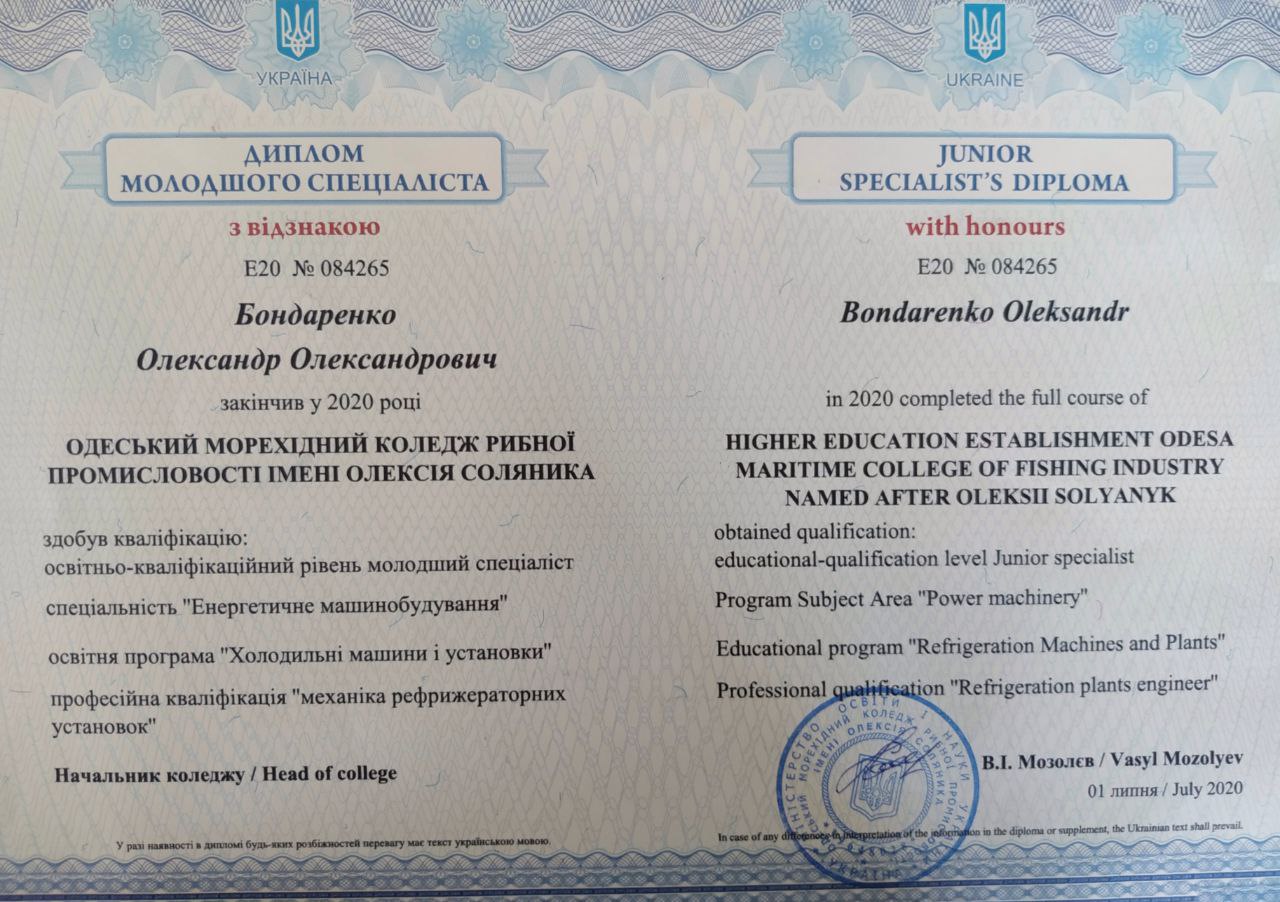 УКРАЇНА
ДИПЛОМ
МОЛОДШОГО СПЕЦІАЛІСТА
з відзнакою
E20 № 084265
Бондаренко
Олександр Олександрович
закінчив у 2020 році
ОДЕСЬКИЙ МОРЕХІДНИЙ КОЛЕДЖ РИБНОЇ
ПРОМИСЛОВОСТІ ІМЕНІ ОЛЕКСІЯ СОЛЯНИКА
здобув кваліфікацію:
освітньо-кваліфікаційний рівень молодший спеціаліст
спеціальність "Енергетичне машинобудування"
освітня програма "Холодильні машини і установки"
професійна кваліфікація "механіка рефрижераторних
установок"
Начальник коледжу / Head of college
У разі наявності в дипломі будь-яких розбіжностей перевагу має текст українською мовою.
UKRAINE
JUNIOR
SPECIALIST'S DIPLOMA
with honours
E20 № 084265
Bondarenko Oleksandr
in 2020 completed the full course of
HIGHER EDUCATION ESTABLISHMENT ODESA
MARITIME COLLEGE OF FISHING INDUSTRY
NAMED AFTER OLEKSII SOLYANYK
obtained qualification:
educational-qualification level Junior specialist
Program Subject Area "Power machinery"
Educational program "Refrigeration Machines and Plants"
Professional qualification "Refrigeration plants engineer"
В.І. Мозолєв / Vasyl Mozolyev
01 липня / July 2020
In case of any differences in interpretation of the information in the diploma or supplement, the Ukrainian text shall prevail.
МІНІСТЕРСТВО ОСВІТИ І НАУКИ УКРАЇНИ
ОДЕСЬКИЙ МОРЕХІДНИЙ КОЛЕДЖ РИБНОЇ ПРОМИСЛОВОСТІ
ІМЕНІ ОЛЕКСІЯ СОЛЯНИКА
УКРАЇНА